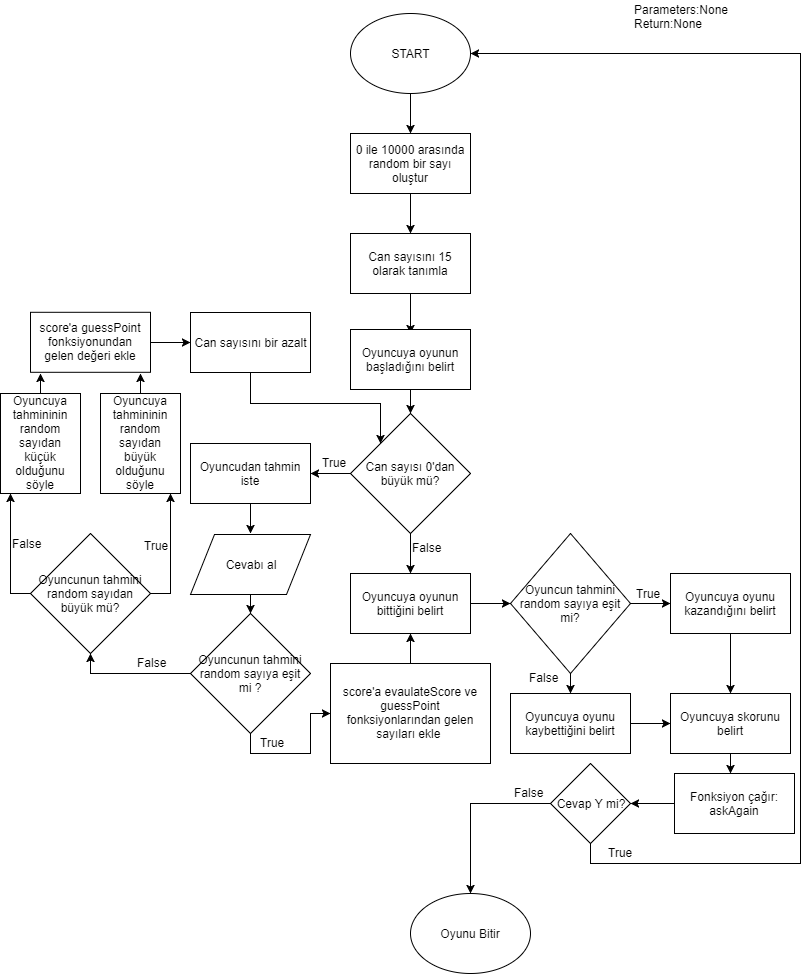 Parameters:None
Return:None
START
0 ile 10000 arasında
random bir sayı
oluştur
Can sayısını 15
olarak tanımla
Oyuncuya oyunun
başladığını belirt
score'a guessPoint
fonksiyonundan
gelen değeri ekle
Can sayısını bir azalt
Oyuncuya
tahmininin
random
sayıdan
küçük
olduğunu
söyle
Oyuncuya
tahmininin
random
sayıdan
büyük
olduğunu
söyle
Oyuncudan tahmin
iste
True
Can sayısı 0'dan
büyük mü?
False
False
True
Oyuncunun tahmini
random sayıdan
büyük mü?
Cevabı al
Oyuncunun tahmini
random sayıya eşit
mi ?
False
True
Oyuncuya oyunun
bittiğini belirt
score'a evaulateScore ve
guessPoint
fonksiyonlarından gelen
sayıları ekle
Oyuncun tahmini
random sayıya eşit
mi?
True
Oyuncuya oyunu
kazandığını belirt
False
Oyuncuya oyunu
kaybettiğini belirt
Oyuncuya skorunu
belirt
Fonksiyon çağır:
askAgain
Cevap Y mi?
False
True
Oyunu Bitir